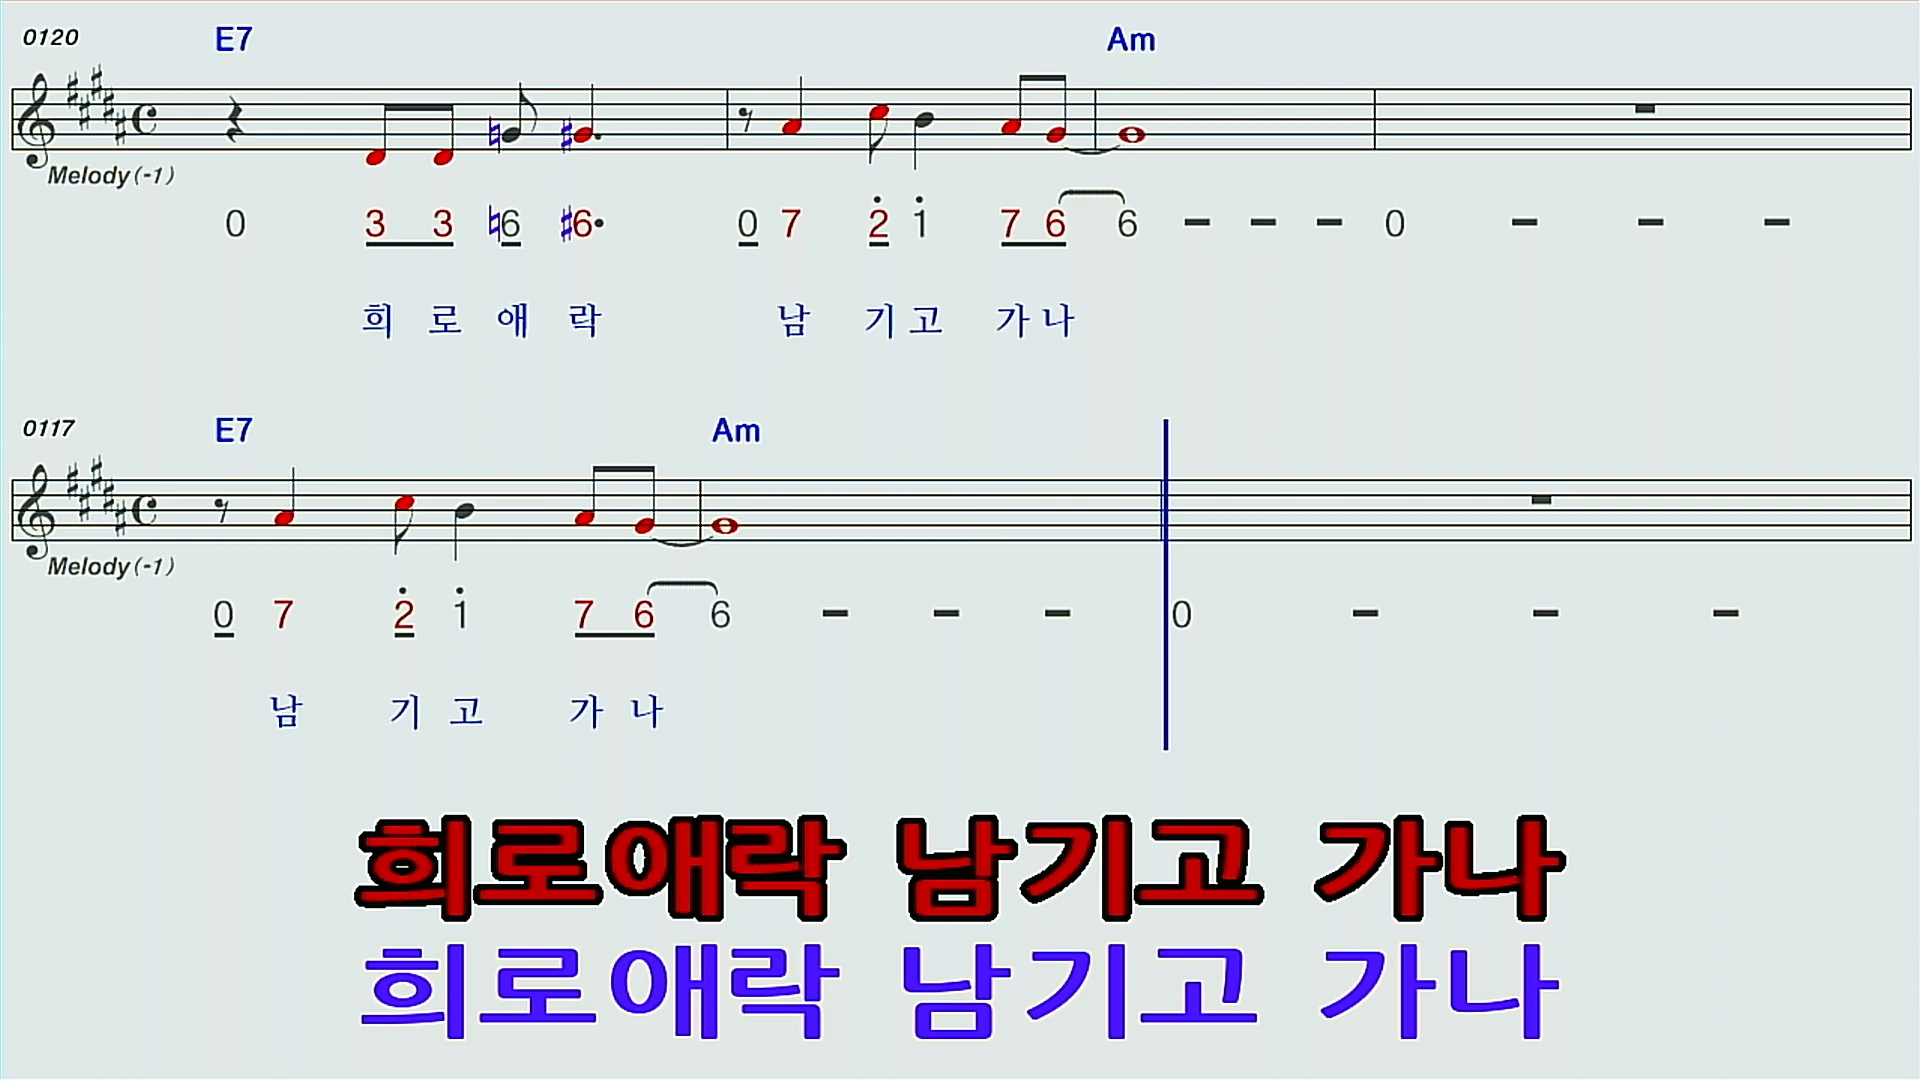 0120 E7 Am
Melody(-1)
0 3 3 ♮6 ♯6• 0 7 2 1 7 6 6 - - - 0 - - -
희 로 애 락 남 기 고 가 나
0117 E7 Am
Melody(-1)
0 7 2 1 7 6 6 - - - 0 - - -
남 기 고 가 나
희로애락 남기고 가나
희로애락 남기고 가나